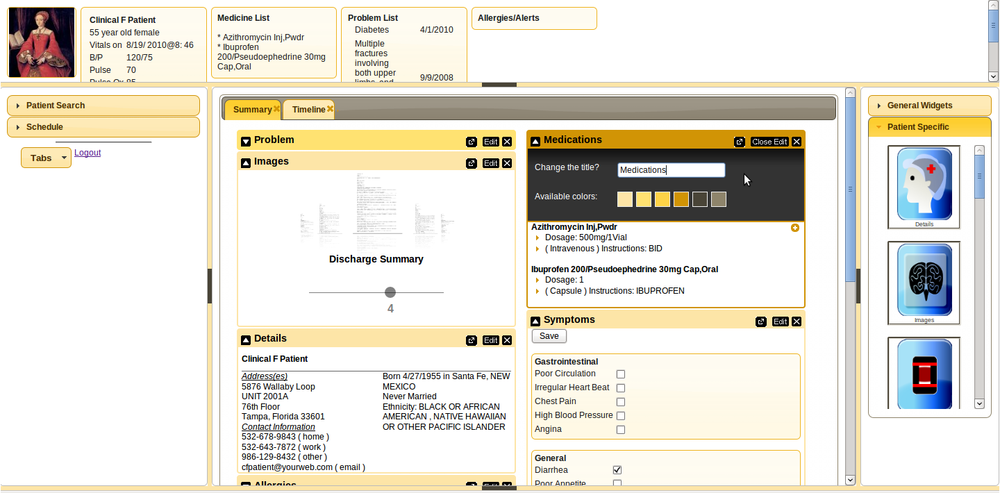 Clinical F Patient
55 year old female
Vitals on 8/19/ 2010@8: 46
B/P 120/75
Pulse 70
Pulse Ox 85
Medicine List
* Azithromycin Inj,Pwdr
* Ibuprofen
200/Pseudoephedrine 30mg
Cap,Oral
Problem List
Diabetes 4/1/2010
Multiple
fractures
involving
both upper
limbs, and 9/9/2008
Allergies/Alerts
Patient Search
Schedule
Tabs
Logout
Summary
Timeline
Problem
Edit
Images
Edit
Discharge Summary
4
Details
Edit
Clinical F Patient
Address(es)
5876 Wallaby Loop
UNIT 2001A
76th Floor
Tampa, Florida 33601
Contact Information
532-678-9843 ( home )
532-643-7872 ( work )
986-129-8432 ( other )
cfpatient@yourweb.com ( email )
Born 4/27/1955 in Santa Fe, NEW
MEXICO
Never Married
Ethnicity: BLACK OR AFRICAN
AMERICAN , NATIVE HAWAIIAN
OR OTHER PACIFIC ISLANDER
Allergies
Edit
Medications
Close Edit
Change the title? Medications
Available colors:
Azithromycin Inj,Pwdr
Dosage: 500mg/1Vial
( Intravenous ) Instructions: BID
Ibuprofen 200/Pseudoephedrine 30mg Cap,Oral
Dosage: 1
( Capsule ) Instructions: IBUPROFEN
Symptoms
Edit
Save
Gastrointestinal
Poor Circulation
Irregular Heart Beat
Chest Pain
High Blood Pressure
Angina
General
Diarrhea
Poor Appetite
General Widgets
Patient Specific
Details
Images